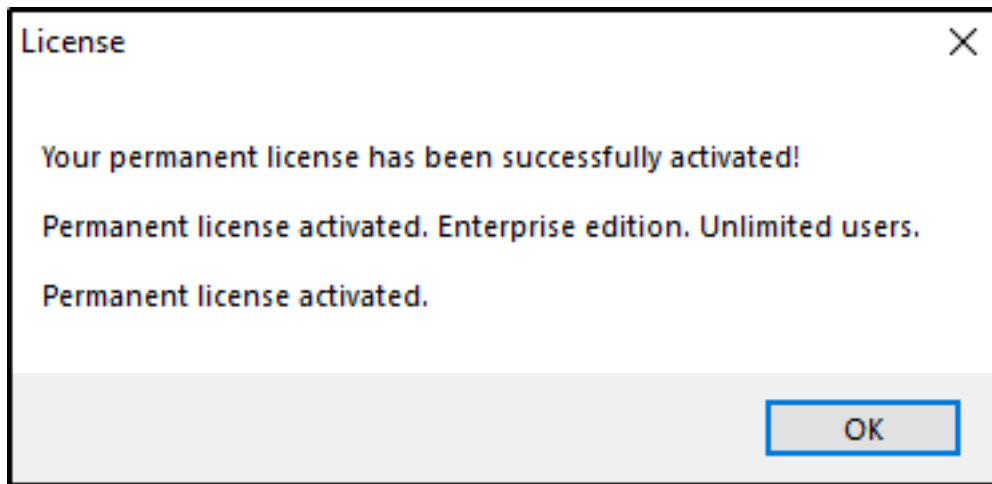 License
Your permanent license has been successfully activated!
Permanent license activated. Enterprise edition. Unlimited users.
Permanent license activated.
OK